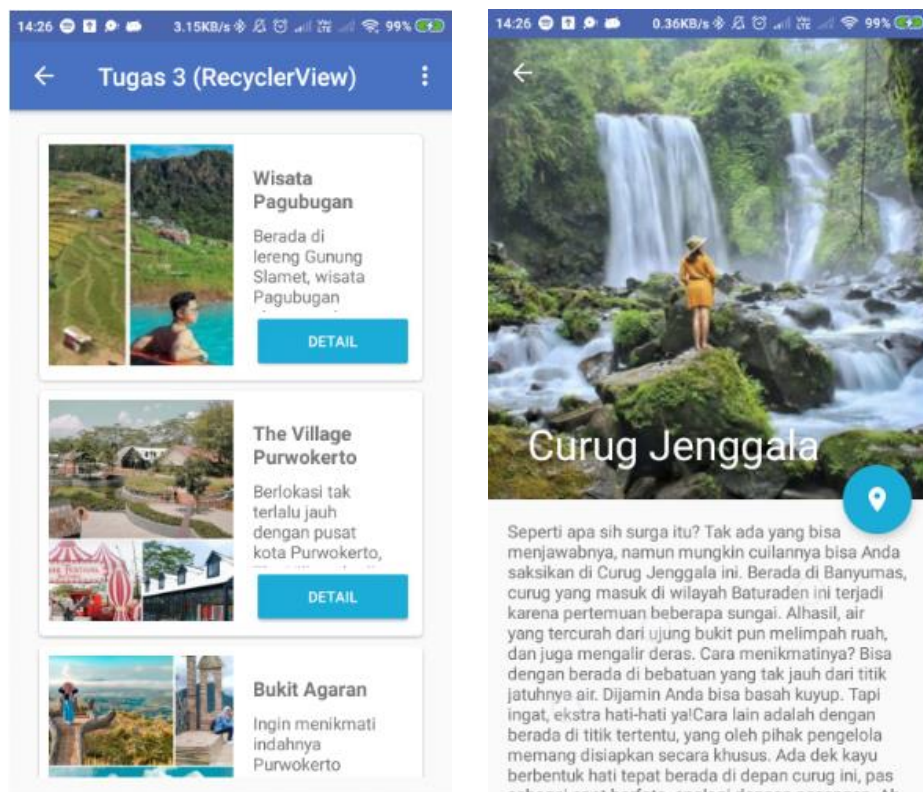 14:26 3.15KB/s 99%
Tugas 3 (RecyclerView)
Wisata
Pagubugan
Berada di
lereng Gunung
Slamet, wisata
Pagubugan
DETAIL
The Village
Purwokerto
Berlokasi tak
terlalu jauh
dengan pusat
kota Purwokerto,
DETAIL
Bukit Agaran
Ingin menikmati
indahnya
Purwokerto
14:26 0.36KB/s 99%
Curug Jenggala
Seperti apa sih surga itu? Tak ada yang bisa
menjawabnya, namun mungkin cuilannya bisa Anda
saksikan di Curug Jenggala ini. Berada di Banyumas,
curug yang masuk di wilayah Baturaden ini terjadi
karena pertemuan beberapa sungai. Alhasil, air
yang tercurah dari ujung bukit pun melimpah ruah,
dan juga mengalir deras. Cara menikmatinya? Bisa
dengan berada di bebatuan yang tak jauh dari titik
jatuhnya air. Dijamin Anda bisa basah kuyup. Tapi
ingat, ekstra hati-hati ya!Cara lain adalah dengan
berada di titik tertentu, yang oleh pihak pengelola
memang disiapkan secara khusus. Ada dek kayu
berbentuk hati tepat berada di depan curug ini, pas